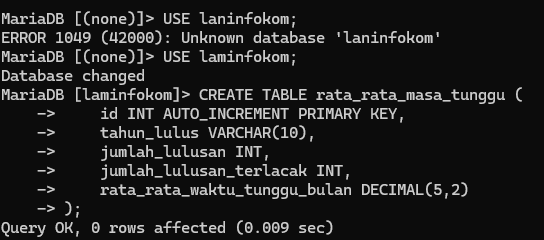 MariaDB [(none)]> USE laninfokom;
ERROR 1049 (42000): Unknown database 'laninfokom'
MariaDB [(none)]> USE laminfokom;
Database changed
MariaDB [laminfokom]> CREATE TABLE rata_rata_masa_tunggu (
    ->     id INT AUTO_INCREMENT PRIMARY KEY,
    ->     tahun_lulus VARCHAR(10),
    ->     jumlah_lulusan INT,
    ->     jumlah_lulusan_terlacak INT,
    ->     rata_rata_waktu_tunggu_bulan DECIMAL(5,2)
    -> );
Query OK, 0 rows affected (0.009 sec)